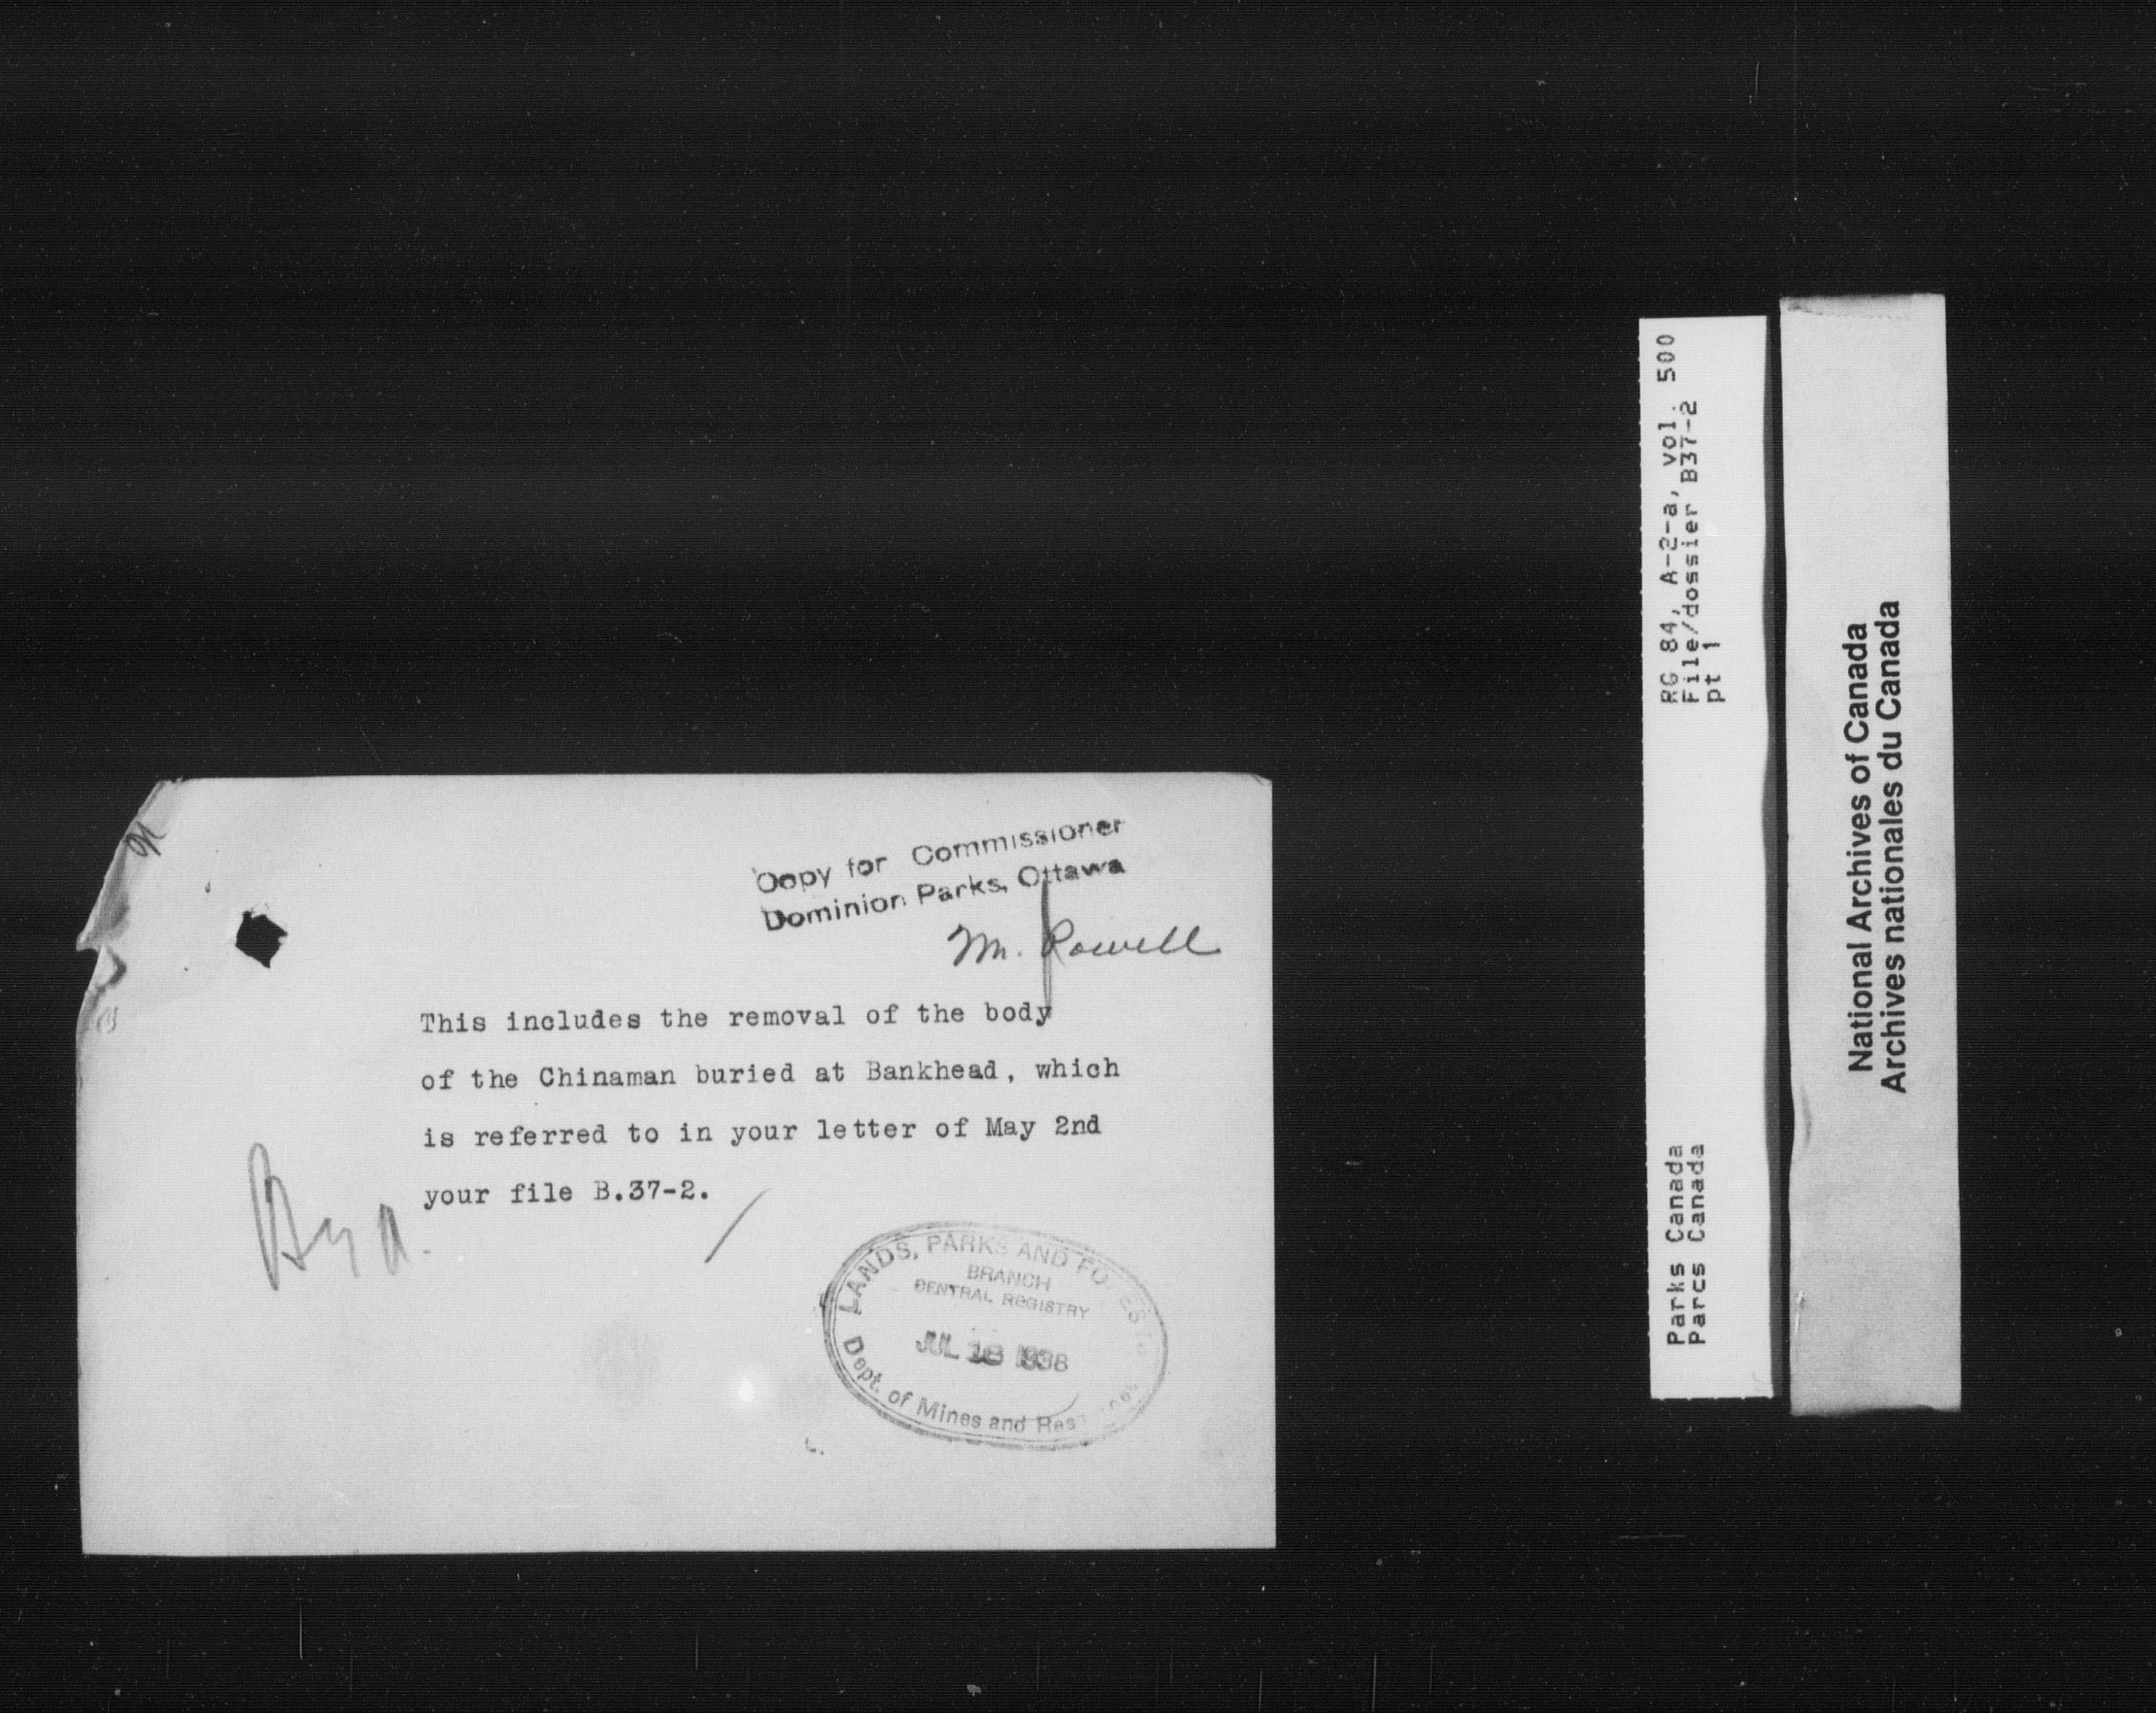 Copy for Commissioner
Dominion Parks, Ottawa
M. Rowell
This includes the removal of the body
of the Chinaman buried at Bankhead, which
is referred to in your letter of May 2nd
your file B.37-2.
LANDS, PARKS AND FORESTS
BRANCH
CENTRAL REGISTRY
JUL 18 1938
Dept. of Mines and Resources
RG 84, A-2-a, vol. 500
File/dossier B37-2
pt 1
Parks Canada
Parcs Canada
National Archives of Canada
Archives nationales du Canada